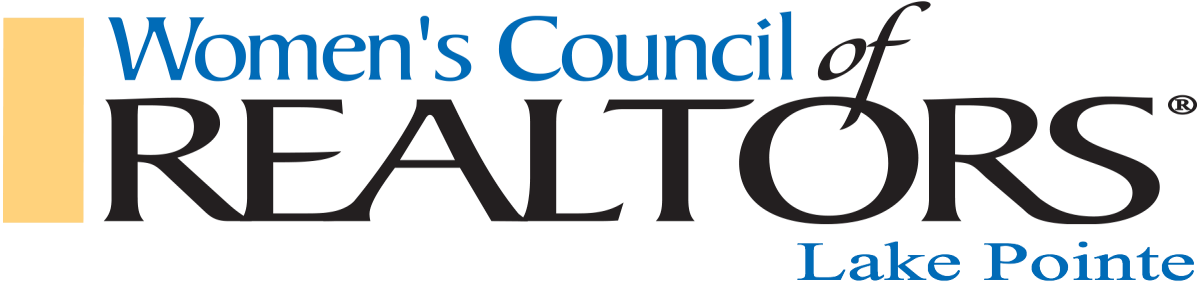 Women's Council of
REALTORS®
Lake Pointe